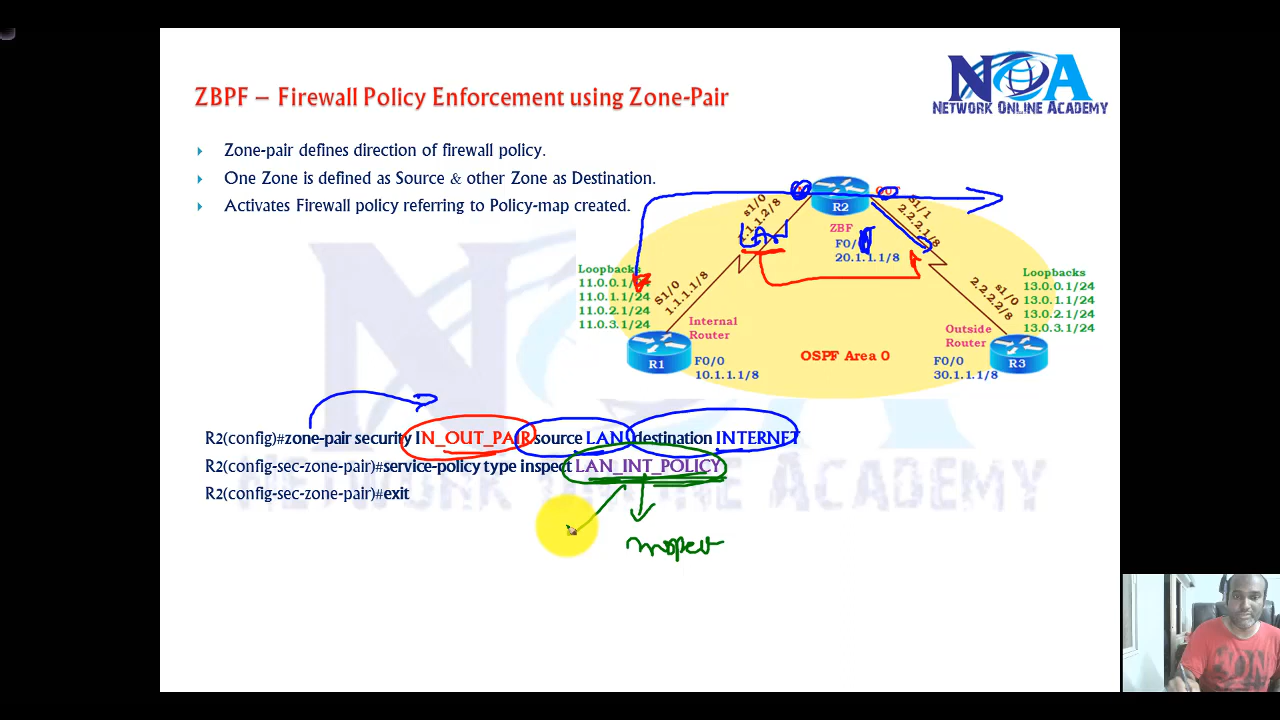 ZBPF – Firewall Policy Enforcement using Zone-Pair
NETWORK ONLINE ACADEMY
Zone-pair defines direction of firewall policy.
One Zone is defined as Source & other Zone as Destination.
Activates Firewall policy referring to Policy-map created.
OUT
R2
s1/0
1.1.1.2/8
S1/1
2.2.2.1/8
LAN
ZBF
F0/0
20.1.1.1/8
Loopbacks
11.0.0.1/24
11.0.1.1/24
11.0.2.1/24
11.0.3.1/24
S1/0
1.1.1.1/8
s1/0
2.2.2.2/8
Loopbacks
13.0.0.1/24
13.0.1.1/24
13.0.2.1/24
13.0.3.1/24
Internal
Router
Outside
Router
R1
OSPF Area 0
R3
F0/0
10.1.1.1/8
F0/0
30.1.1.1/8
R2(config)#zone-pair security IN_OUT_PAIR source LAN destination INTERNET
R2(config-sec-zone-pair)#service-policy type inspect LAN_INT_POLICY
R2(config-sec-zone-pair)#exit
inspect
NETWORK ONLINE ACADEMY